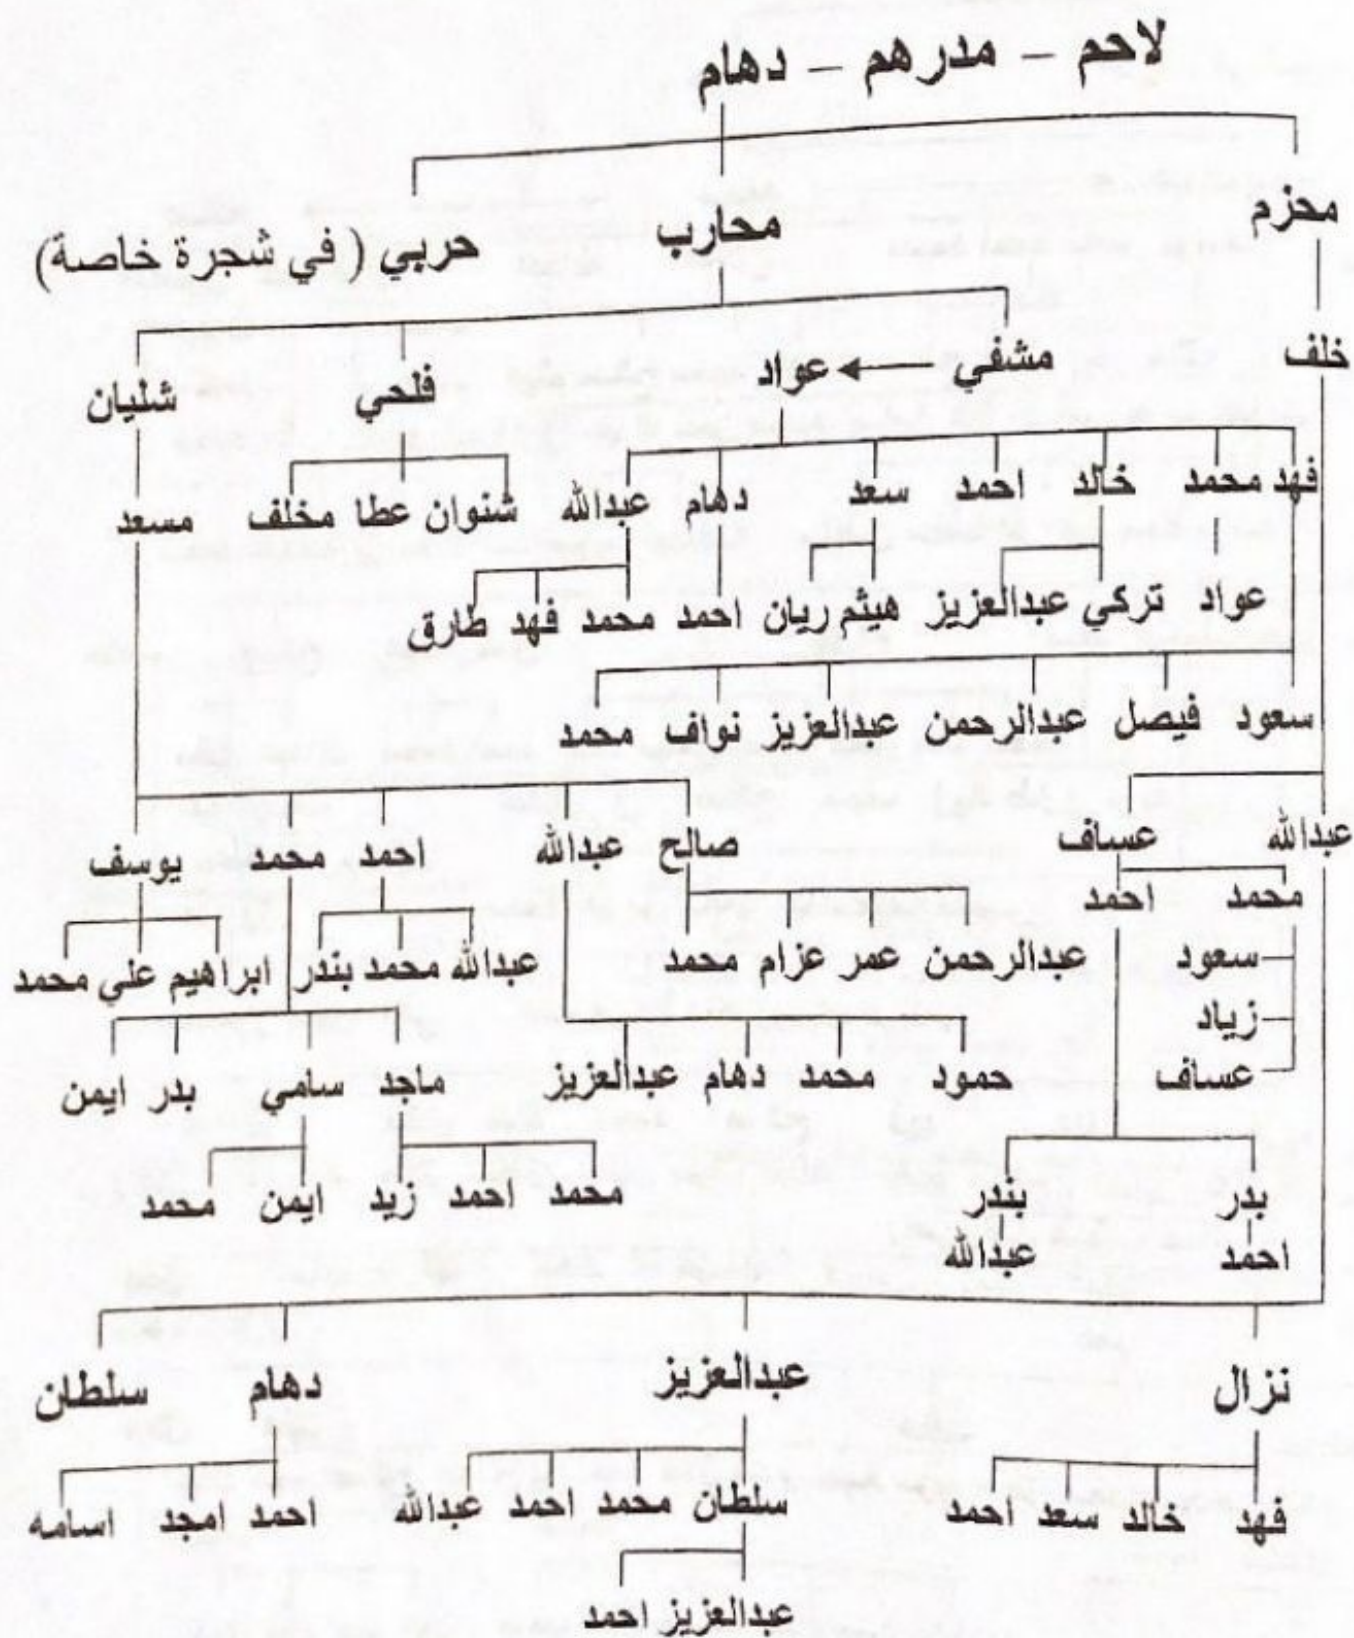 لاحم – مدرهم – دهام
محزم
محارب
حربي ( في شجرة خاصة)
خلف
مشفي
عواد
فلحي
شليان
فهد محمد خالد احمد سعد دهام عبدالله
شنوان عطا مخلف
مسعد
عواد تركي عبدالعزيز هيثم ريان احمد محمد فهد طارق
سعود فيصل عبدالرحمن عبدالعزيز نواف محمد
عبدالله عساف صالح عبدالله احمد محمد يوسف
محمد احمد
سعود
عبدالرحمن عمر عزام محمد عبدالله محمد بندر ابراهيم علي محمد
زياد
عساف
حمود محمد دهام عبدالعزيز ماجد سامي بدر ايمن
بدر بندر محمد احمد زيد ايمن محمد
احمد عبدالله
نزال عبدالعزيز دهام سلطان
فهد خالد سعد احمد سلطان محمد احمد عبدالله احمد امجد اسامه
عبدالعزيز احمد